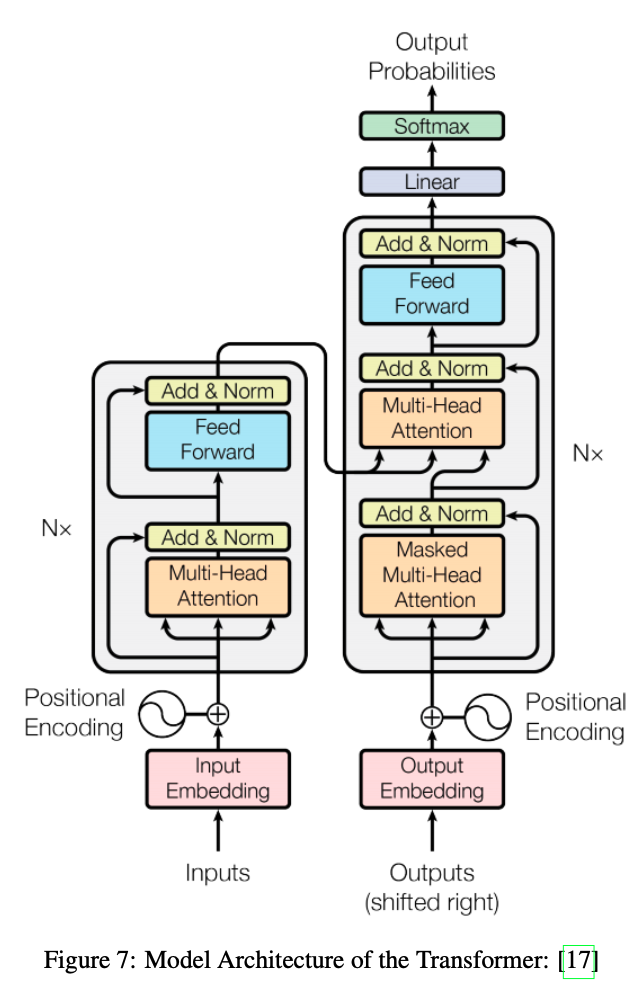 Output
Probabilities
Softmax
Linear
Add & Norm
Feed
Forward
Add & Norm
Multi-Head
Attention
Nx
Add & Norm
Masked
Multi-Head
Attention
Add & Norm
Feed
Forward
Nx
Add & Norm
Multi-Head
Attention
Positional
Encoding
Positional
Encoding
Input
Embedding
Output
Embedding
Inputs
Outputs
(shifted right)
Figure 7: Model Architecture of the Transformer: [17]